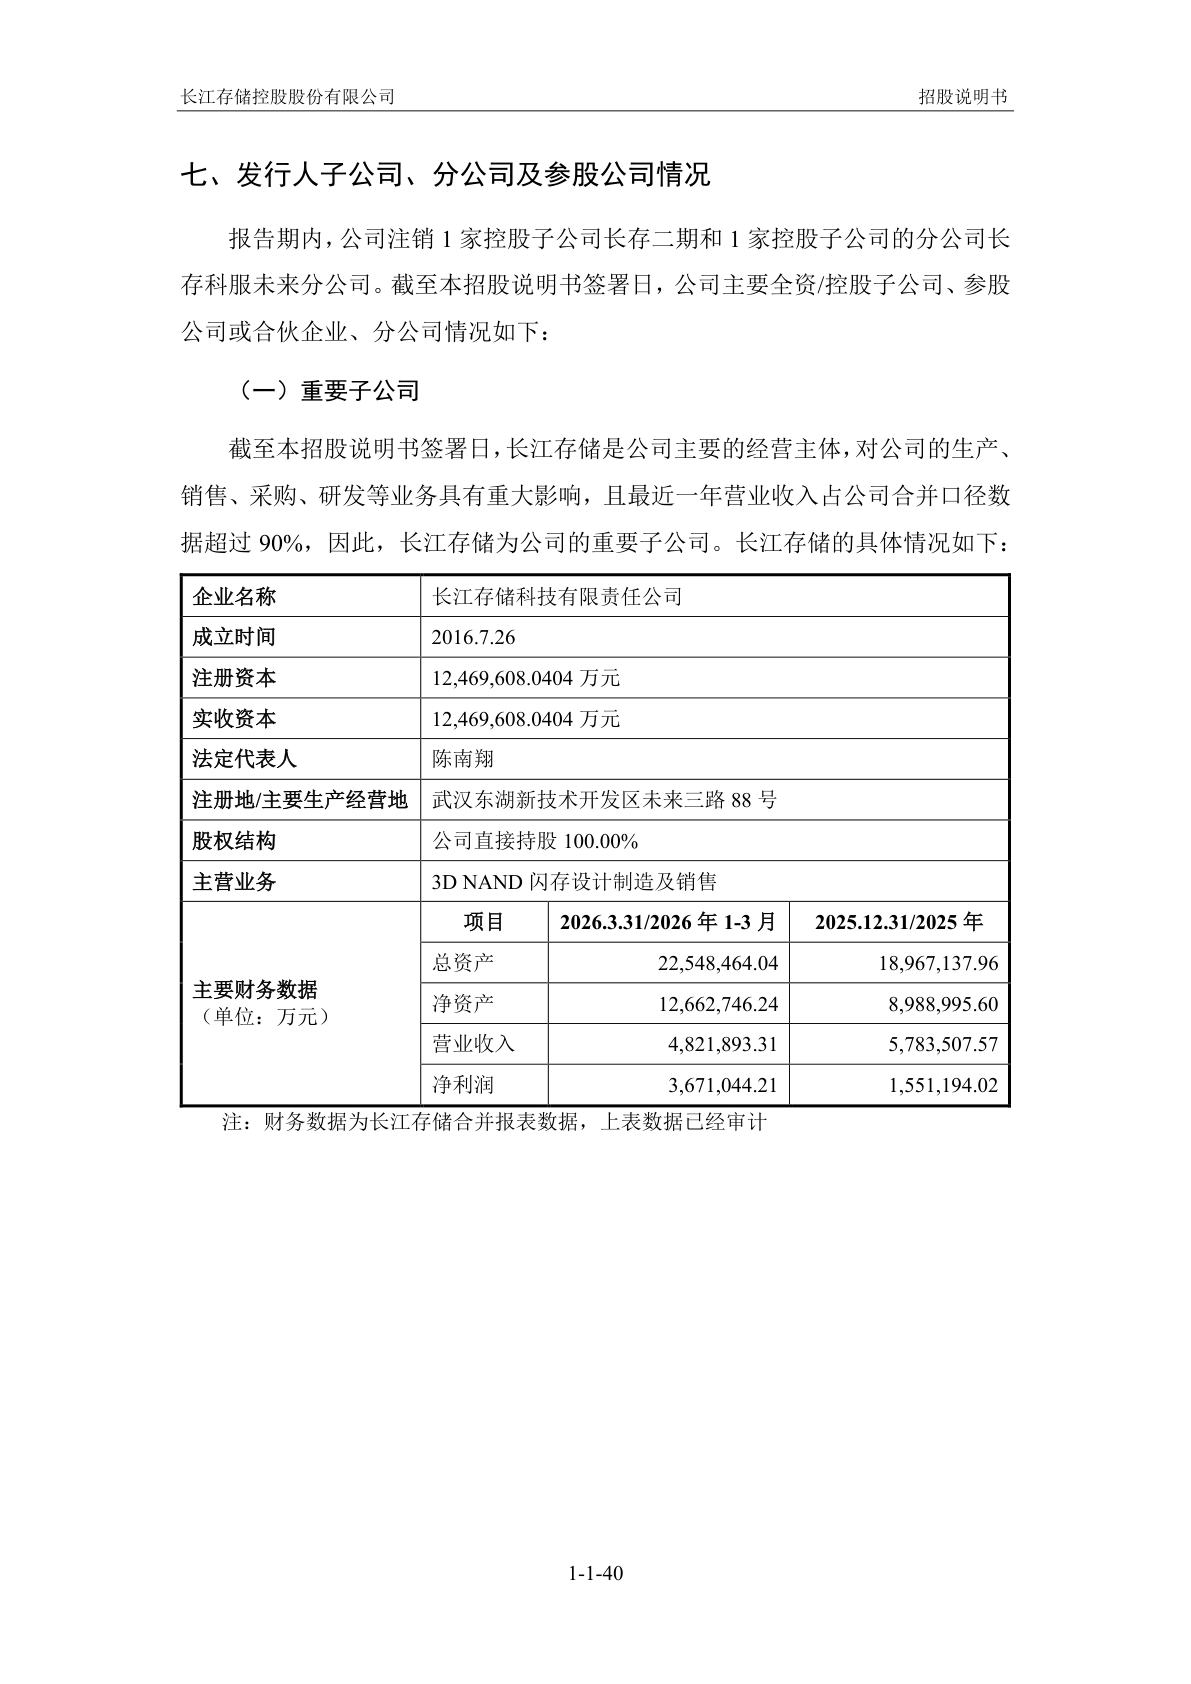 长江存储控股股份有限公司 招股说明书
七、发行人子公司、分公司及参股公司情况
报告期内，公司注销 1 家控股子公司长存二期和 1 家控股子公司的分公司长
存科服未来分公司。截至本招股说明书签署日，公司主要全资/控股子公司、参股
公司或合伙企业、分公司情况如下：
（一）重要子公司
截至本招股说明书签署日，长江存储是公司主要的经营主体，对公司的生产、
销售、采购、研发等业务具有重大影响，且最近一年营业收入占公司合并口径数
据超过 90%，因此，长江存储为公司的重要子公司。长江存储的具体情况如下：
企业名称 长江存储科技有限责任公司
成立时间 2016.7.26
注册资本 12,469,608.0404 万元
实收资本 12,469,608.0404 万元
法定代表人 陈南翔
注册地/主要生产经营地 武汉东湖新技术开发区未来三路 88 号
股权结构 公司直接持股 100.00%
主营业务 3D NAND 闪存设计制造及销售
主要财务数据
（单位：万元）
项目 2026.3.31/2026 年 1-3 月 2025.12.31/2025 年
总资产 22,548,464.04 18,967,137.96
净资产 12,662,746.24 8,988,995.60
营业收入 4,821,893.31 5,783,507.57
净利润 3,671,044.21 1,551,194.02
注：财务数据为长江存储合并报表数据，上表数据已经审计
1-1-40